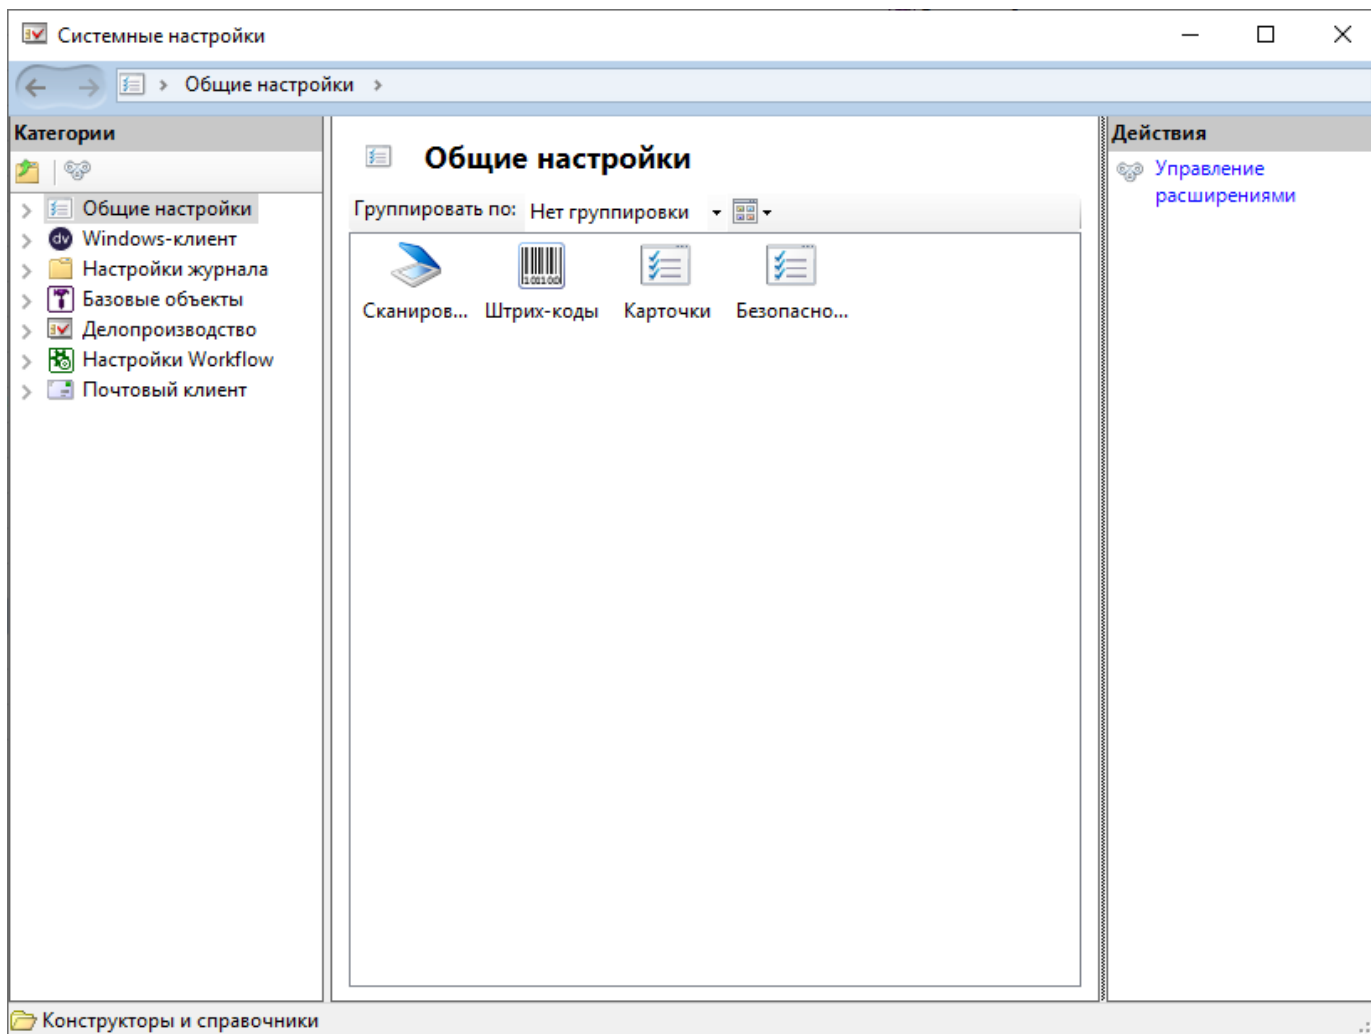 Системные настройки
Общие настройки
Категории
Общие настройки
Windows-клиент
Настройки журнала
Базовые объекты
Делопроизводство
Настройки Workflow
Почтовый клиент
Общие настройки
Группировать по: Нет группировки
Сканиров... Штрих-коды Карточки Безопасно...
Действия
Управление
расширениями
Конструкторы и справочники